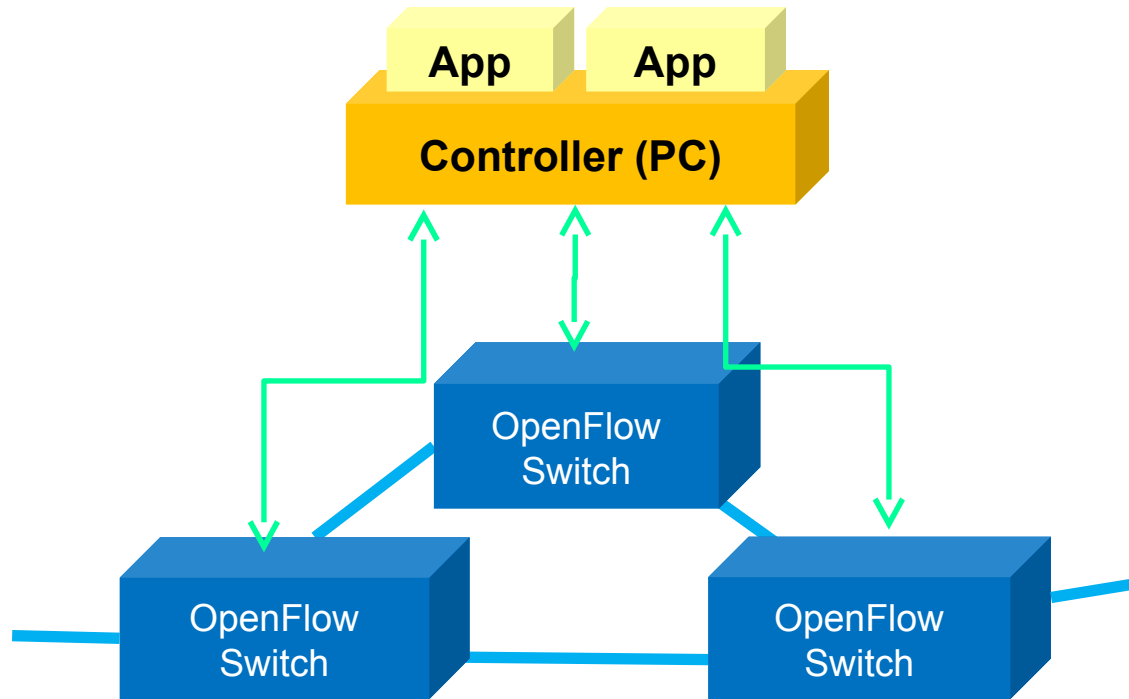 App
App
Controller (PC)
OpenFlow
Switch
OpenFlow
Switch
OpenFlow
Switch